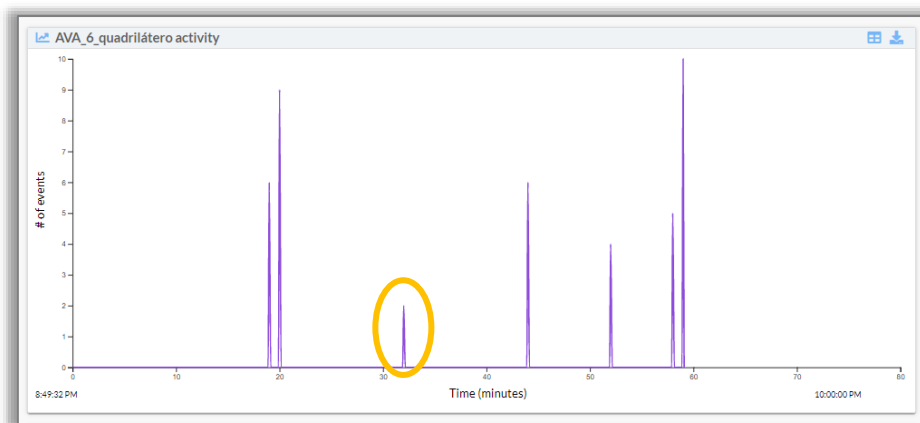 AVA_6_quadrilátero activity
10
9
8
7
6
5
4
3
2
1
0
# of events
0 10 20 30 40 50 60 70 80
8:49:32 PM Time (minutes) 10:00:00 PM